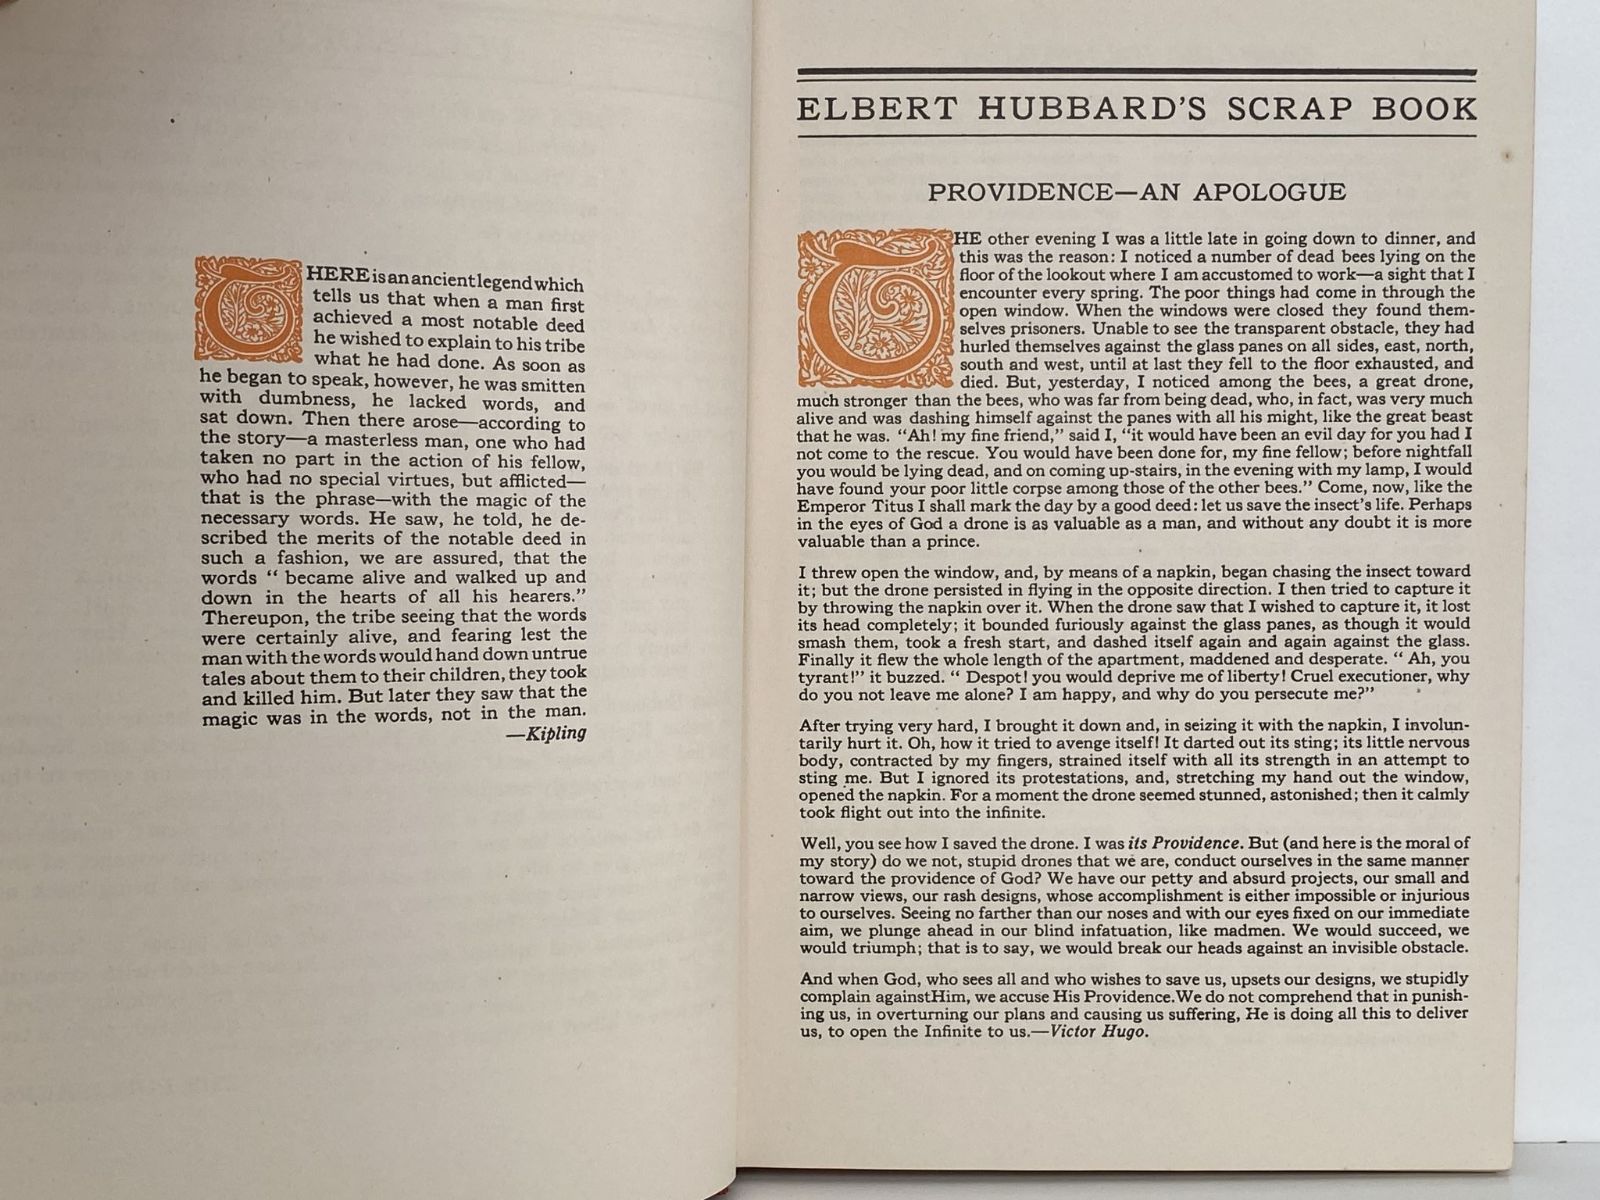 THERE is an ancient legend which
tells us that when a man first
achieved a most notable deed
he wished to explain to his tribe
what he had done. As soon as
he began to speak, however, he was smitten
with dumbness, he lacked words, and
sat down. Then there arose—according to
the story—a masterless man, one who had
taken no part in the action of his fellow,
who had no special virtues, but afflicted—
that is the phrase—with the magic of the
necessary words. He saw, he told, he de-
scribed the merits of the notable deed in
such a fashion, we are assured, that the
words “ became alive and walked up and
down in the hearts of all his hearers.”
Thereupon, the tribe seeing that the words
were certainly alive, and fearing lest the
man with the words would hand down untrue
tales about them to their children, they took
and killed him. But later they saw that the
magic was in the words, not in the man.
—Kipling
ELBERT HUBBARD'S SCRAP BOOK
PROVIDENCE—AN APOLOGUE
THE other evening I was a little late in going down to dinner, and
this was the reason: I noticed a number of dead bees lying on the
floor of the lookout where I am accustomed to work—a sight that I
encounter every spring. The poor things had come in through the
open window. When the windows were closed they found them-
selves prisoners. Unable to see the transparent obstacle, they had
hurled themselves against the glass panes on all sides, east, north,
south and west, until at last they fell to the floor exhausted, and
died. But, yesterday, I noticed among the bees, a great drone,
much stronger than the bees, who was far from being dead, who, in fact, was very much
alive and was dashing himself against the panes with all his might, like the great beast
that he was. “Ah! my fine friend,” said I, “it would have been an evil day for you had I
not come to the rescue. You would have been done for, my fine fellow; before nightfall
you would be lying dead, and on coming up-stairs, in the evening with my lamp, I would
have found your poor little corpse among those of the other bees.” Come, now, like the
Emperor Titus I shall mark the day by a good deed: let us save the insect's life. Perhaps
in the eyes of God a drone is as valuable as a man, and without any doubt it is more
valuable than a prince.
I threw open the window, and, by means of a napkin, began chasing the insect toward
it; but the drone persisted in flying in the opposite direction. I then tried to capture it
by throwing the napkin over it. When the drone saw that I wished to capture it, it lost
its head completely; it bounded furiously against the glass panes, as though it would
smash them, took a fresh start, and dashed itself again and again against the glass.
Finally it flew the whole length of the apartment, maddened and desperate. “ Ah, you
tyrant!” it buzzed. “ Despot! you would deprive me of liberty! Cruel executioner, why
do you not leave me alone? I am happy, and why do you persecute me?”
After trying very hard, I brought it down and, in seizing it with the napkin, I involun-
tarily hurt it. Oh, how it tried to avenge itself! It darted out its sting; its little nervous
body, contracted by my fingers, strained itself with all its strength in an attempt to
sting me. But I ignored its protestations, and, stretching my hand out the window,
opened the napkin. For a moment the drone seemed stunned, astonished; then it calmly
took flight out into the infinite.
Well, you see how I saved the drone. I was its Providence. But (and here is the moral of
my story) do we not, stupid drones that we are, conduct ourselves in the same manner
toward the providence of God? We have our petty and absurd projects, our small and
narrow views, our rash designs, whose accomplishment is either impossible or injurious
to ourselves. Seeing no farther than our noses and with our eyes fixed on our immediate
aim, we plunge ahead in our blind infatuation, like madmen. We would succeed, we
would triumph; that is to say, we would break our heads against an invisible obstacle.
And when God, who sees all and who wishes to save us, upsets our designs, we stupidly
complain againstHim, we accuse His Providence.We do not comprehend that in punish-
ing us, in overturning our plans and causing us suffering, He is doing all this to deliver
us, to open the Infinite to us.—Victor Hugo.